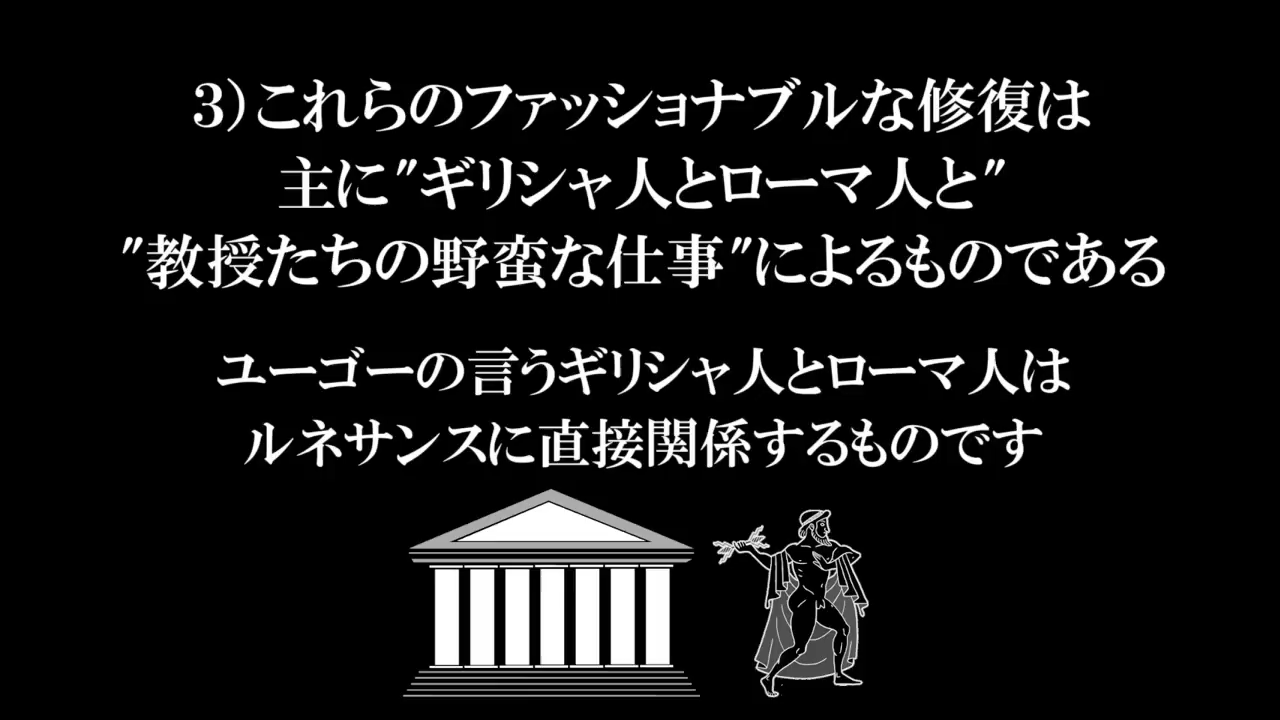 3)これらのファッショナブルな修復は
主に"ギリシャ人とローマ人と"
"教授たちの野蛮な仕事"によるものである
ユーゴーの言うギリシャ人とローマ人は
ルネサンスに直接関係するものです